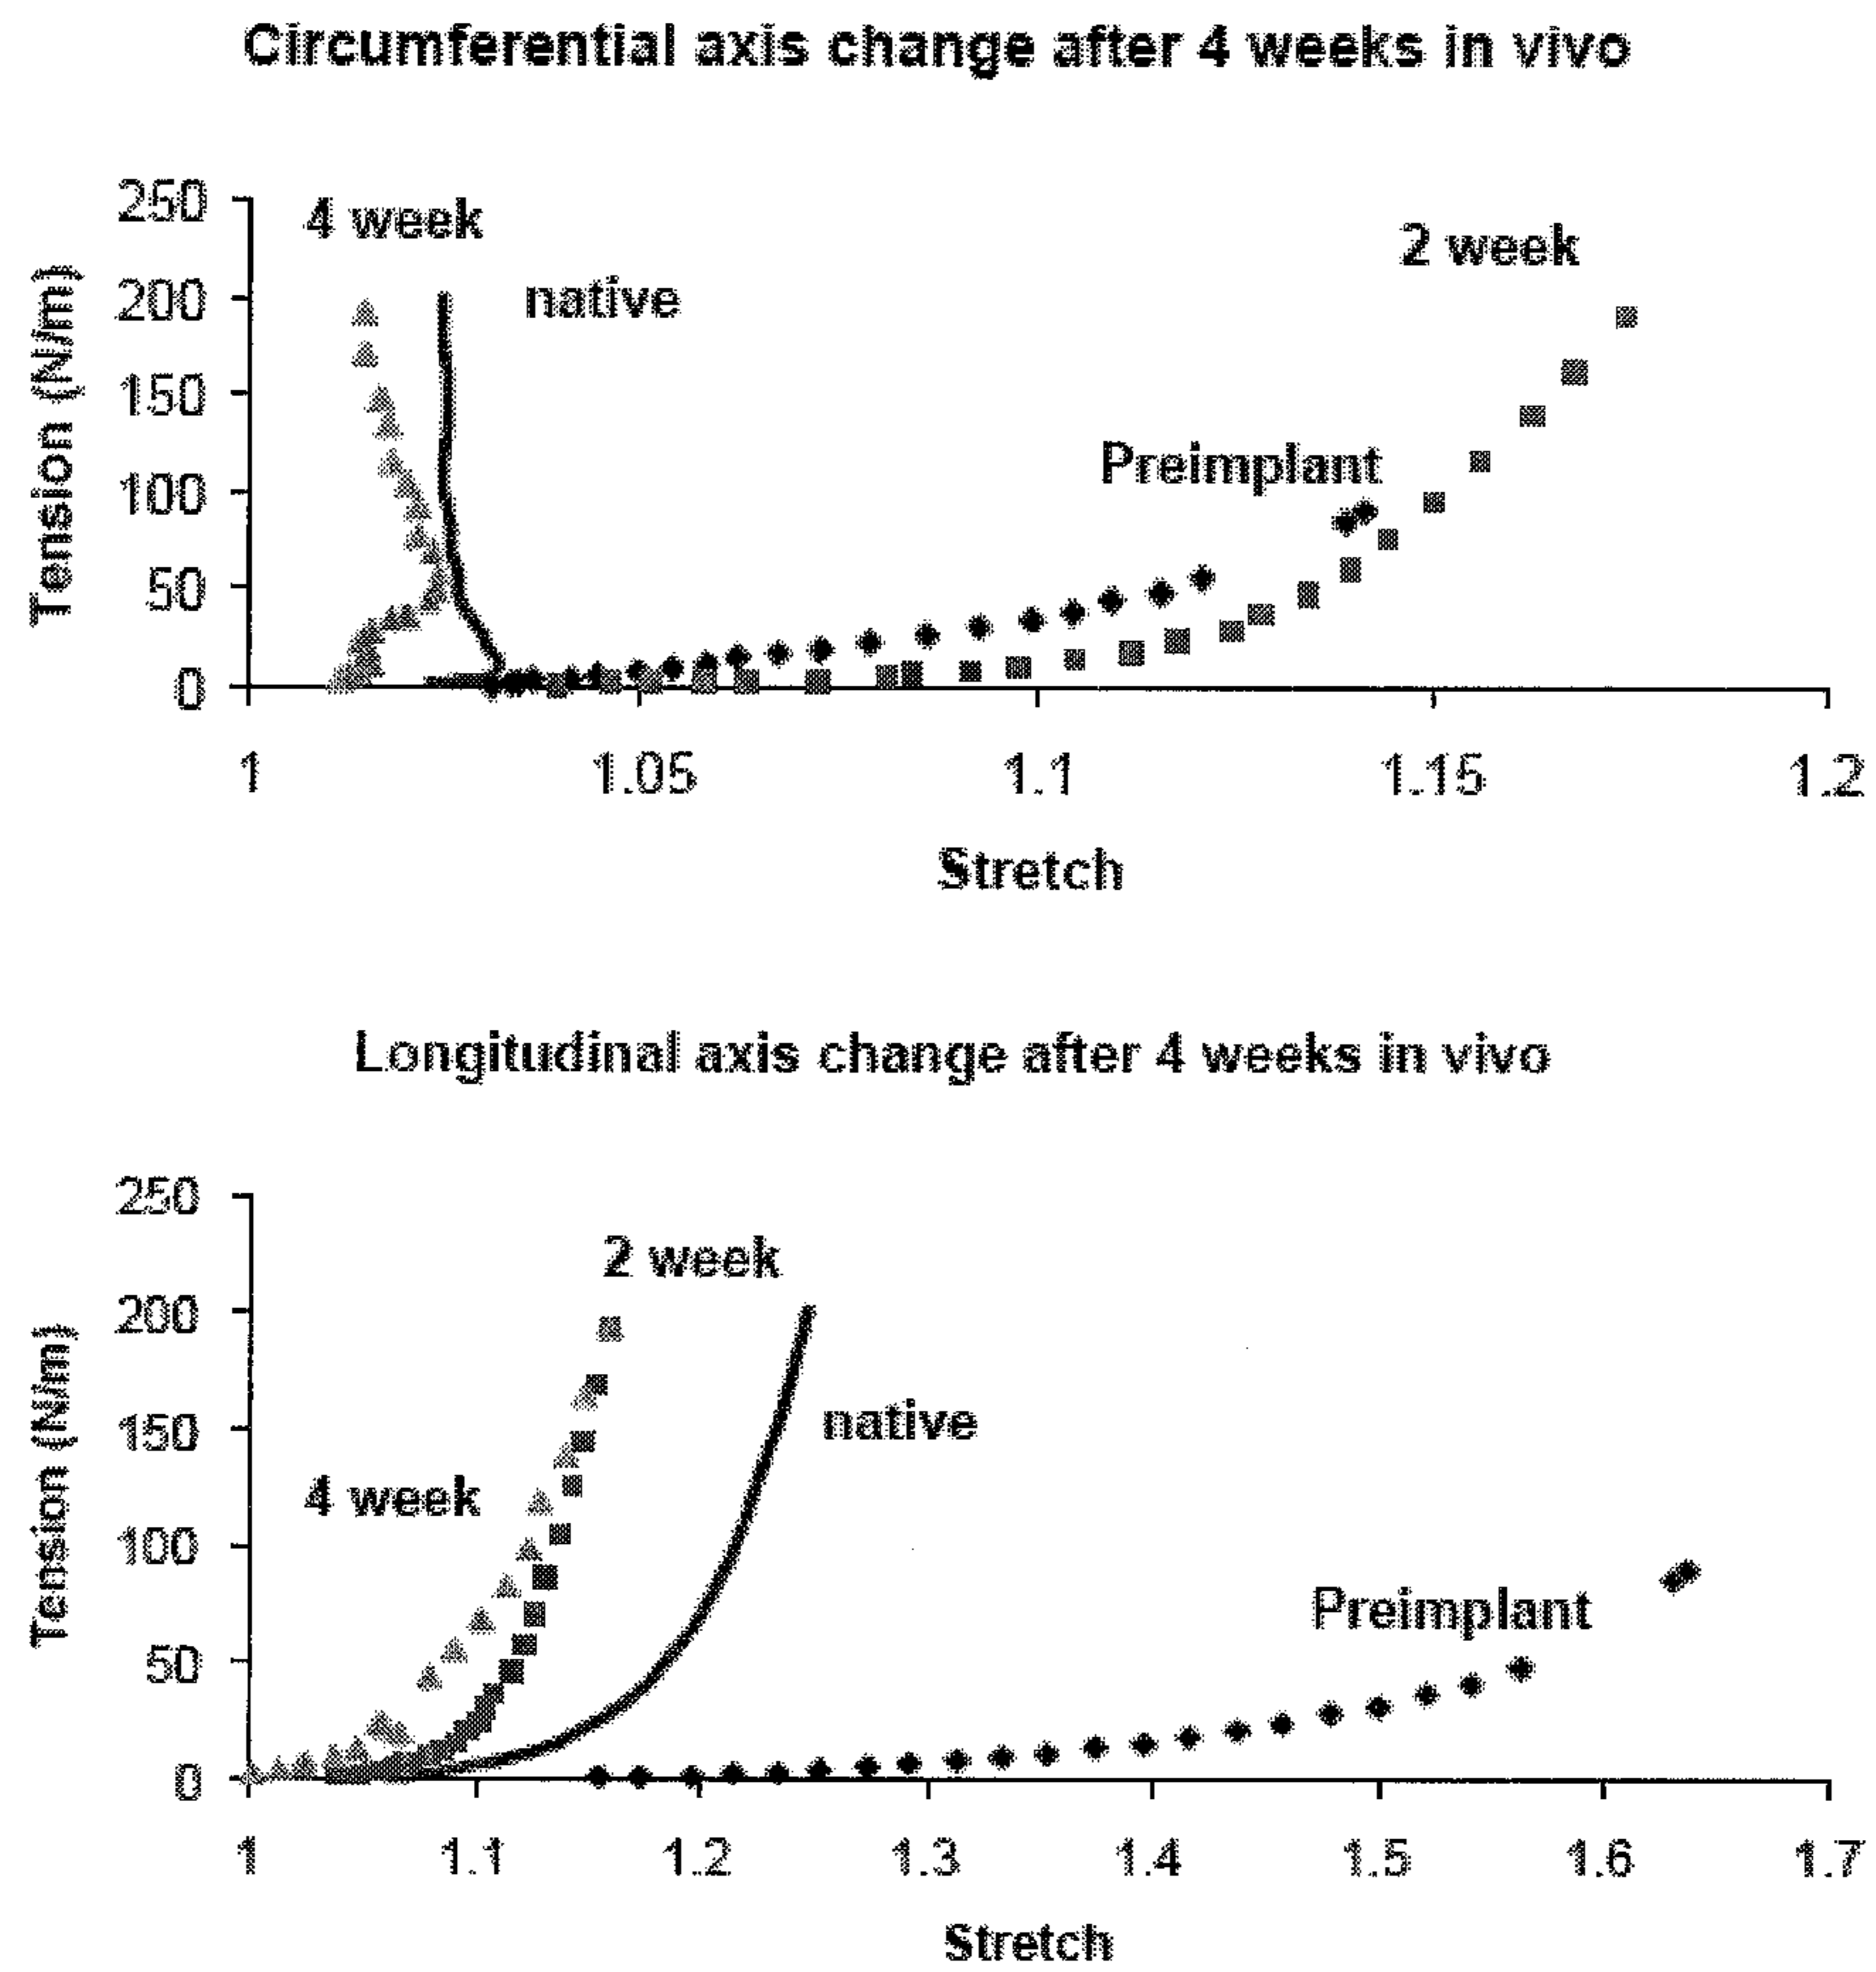 Circumferential axis change after 4 weeks in vivo
250
4 week
2 week
native
200
150
Preimplant
100
50
0
Tension (N/m)
1
1.05
1.1
1.15
1.2
Stretch
Longitudinal axis change after 4 weeks in vivo
250
2 week
200
native
150
4 week
100
Preimplant
50
0
Tension (N/m)
1
1.1
1.2
1.3
1.4
1.5
1.6
1.7
Stretch